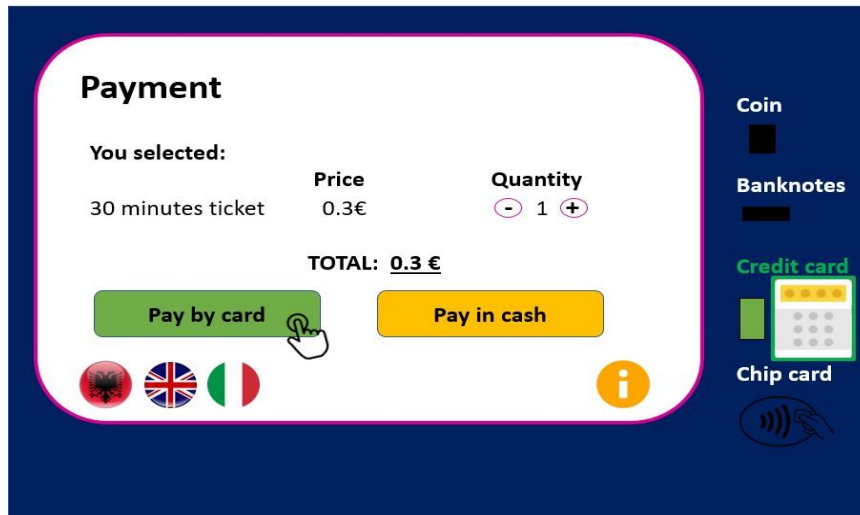 Payment
You selected:
Price Quantity
30 minutes ticket 0.3€ - 1 +
TOTAL: 0.3 €
Pay by card Pay in cash
i
Coin
Banknotes
Credit card
Chip card